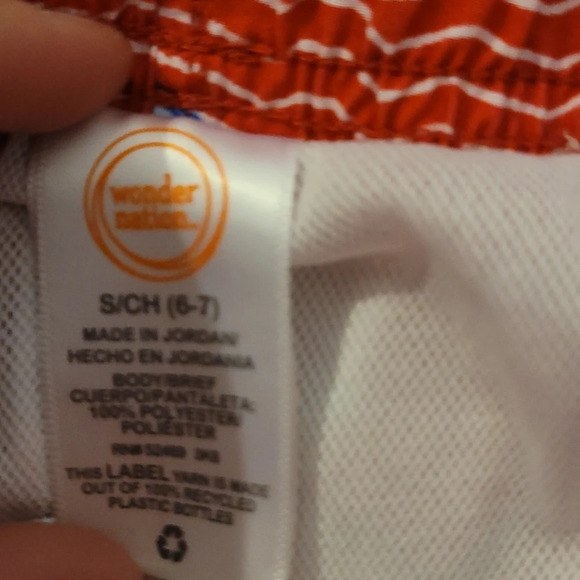 wonder
nation
S/CH (6-7)
MADE IN JORDAN/
HECHO EN JORDANIA
BODY/BRIEF
CUERPO/PANTALETA:
100% POLYESTER/
POLIÉSTER
RN#
THIS LABEL YARN IS MADE
OUT OF 100% RECYCLED
PLASTIC BOTTLES